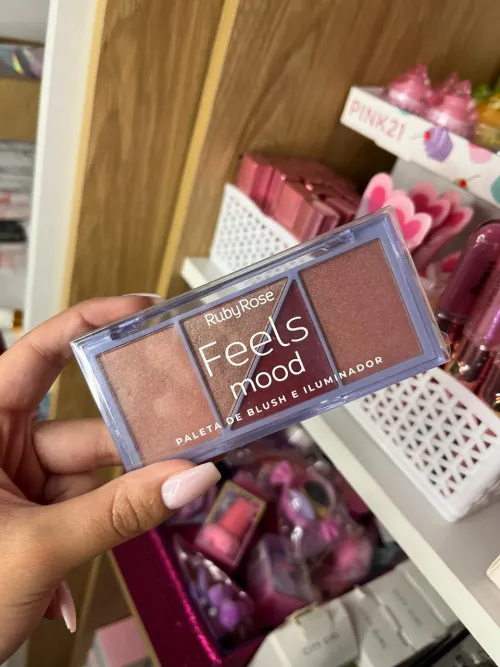 PINK21
RubyRose
Feels
mood
PALETA DE BLUSH E ILUMINADOR